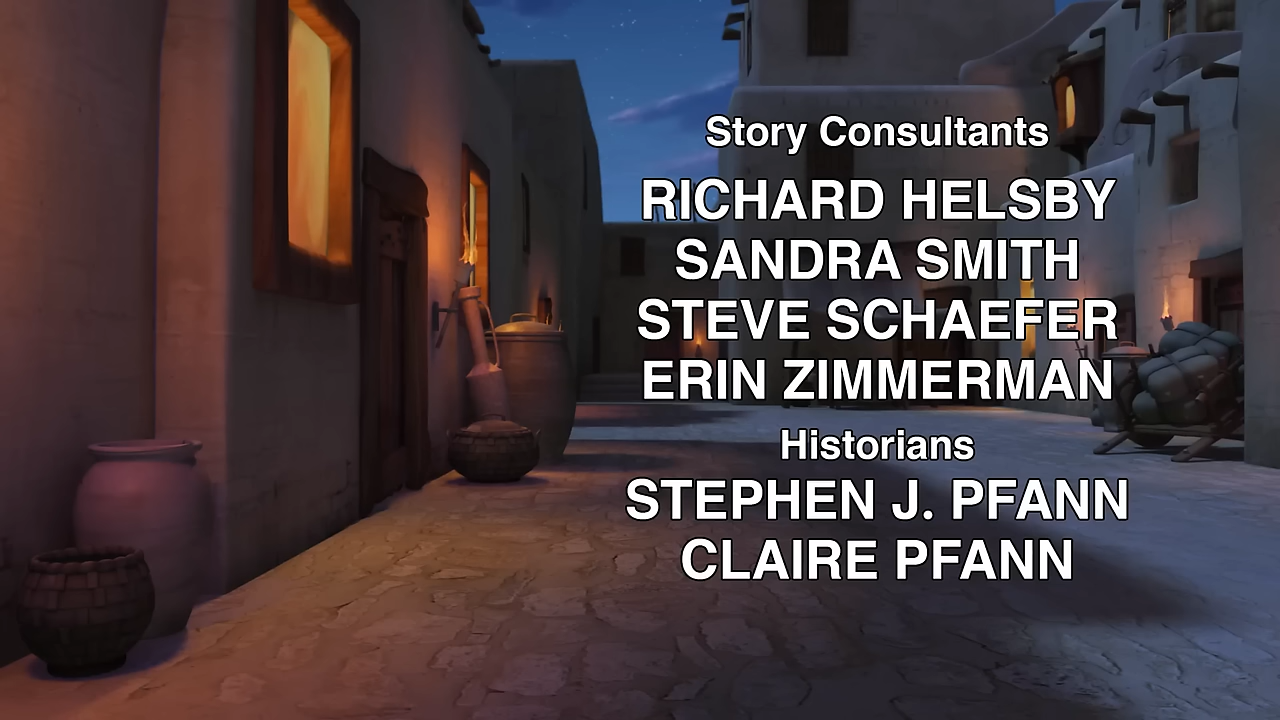 Story Consultants
RICHARD HELSBY
SANDRA SMITH
STEVE SCHAEFER
ERIN ZIMMERMAN
Historians
STEPHEN J. PFANN
CLAIRE PFANN